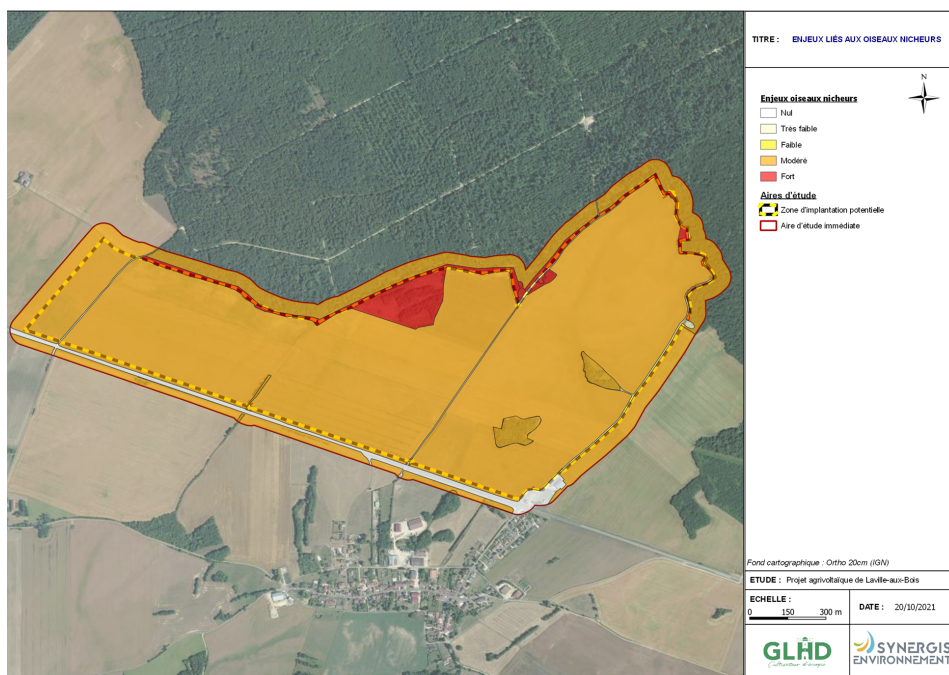 TITRE : ENJEUX LIÉS AUX OISEAUX NICHEURS
N
Enjeux oiseaux nicheurs
Nul
Très faible
Faible
Modéré
Fort
Aires d'étude
Zone d'implantation potentielle
Aire d'étude immédiate
Fond cartographique : Ortho 20cm (IGN)
ETUDE : Projet agrivoltaïque de Laville-aux-Bois
ECHELLE :
0 150 300 m
DATE : 20/10/2021
GLHD
Cultivateur d'énergie
SYNERGIS
ENVIRONNEMENT